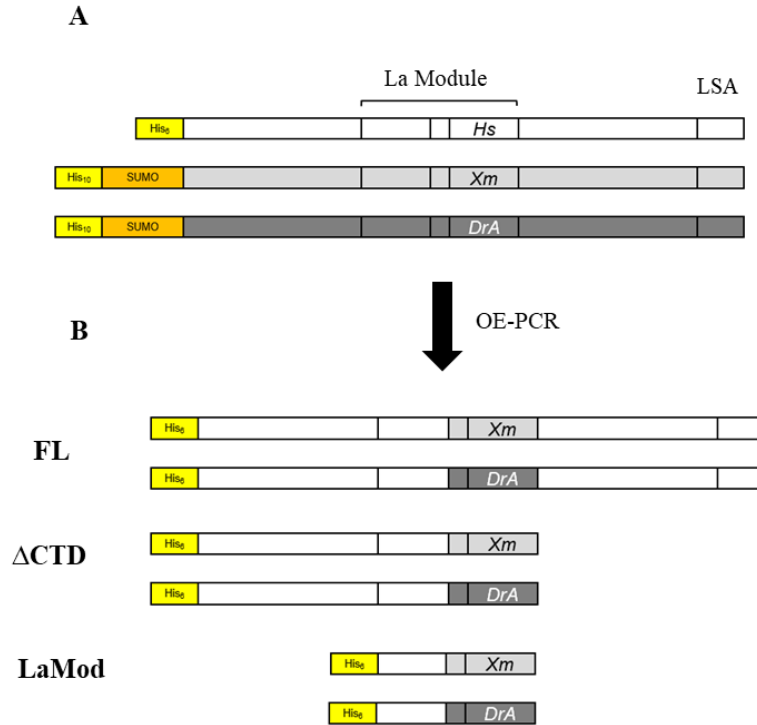 A
La Module
LSA
His₆
Hs
His₁₀ SUMO
Xm
His₁₀ SUMO
DrA
OE-PCR
B
FL
His₆
Xm
His₆
DrA
ΔCTD
His₆
Xm
His₆
DrA
LaMod
His₆
Xm
His₆
DrA